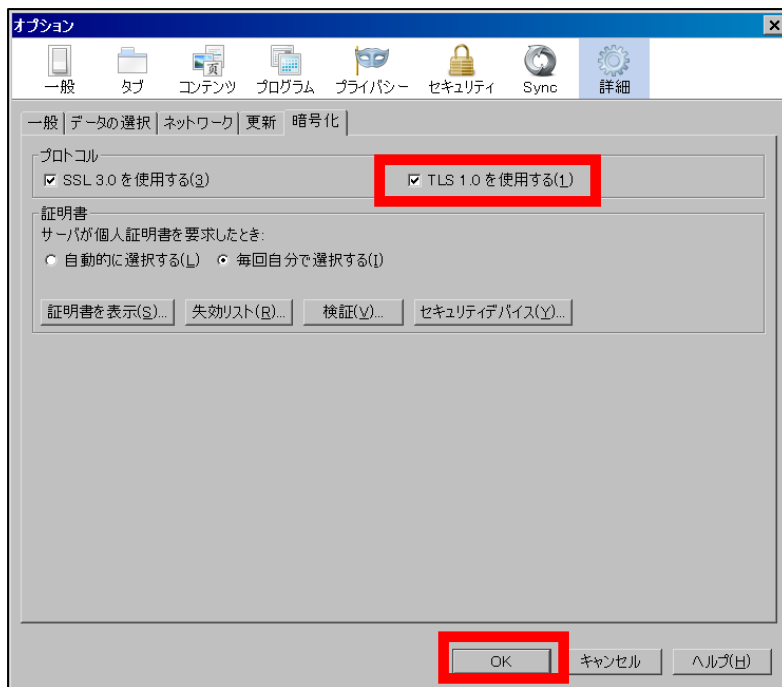 オプション
一般 タブ コンテンツ プログラム プライバシー セキュリティ Sync 詳細
一般 データの選択 ネットワーク 更新 暗号化
プロトコル
SSL 3.0 を使用する(3) TLS 1.0 を使用する(1)
証明書
サーバが個人証明書を要求したとき:
自動的に選択する(L) 毎回自分で選択する(I)
証明書を表示(S)... 失効リスト(R)... 検証(V)... セキュリティデバイス(Y)...
OK キャンセル ヘルプ(H)